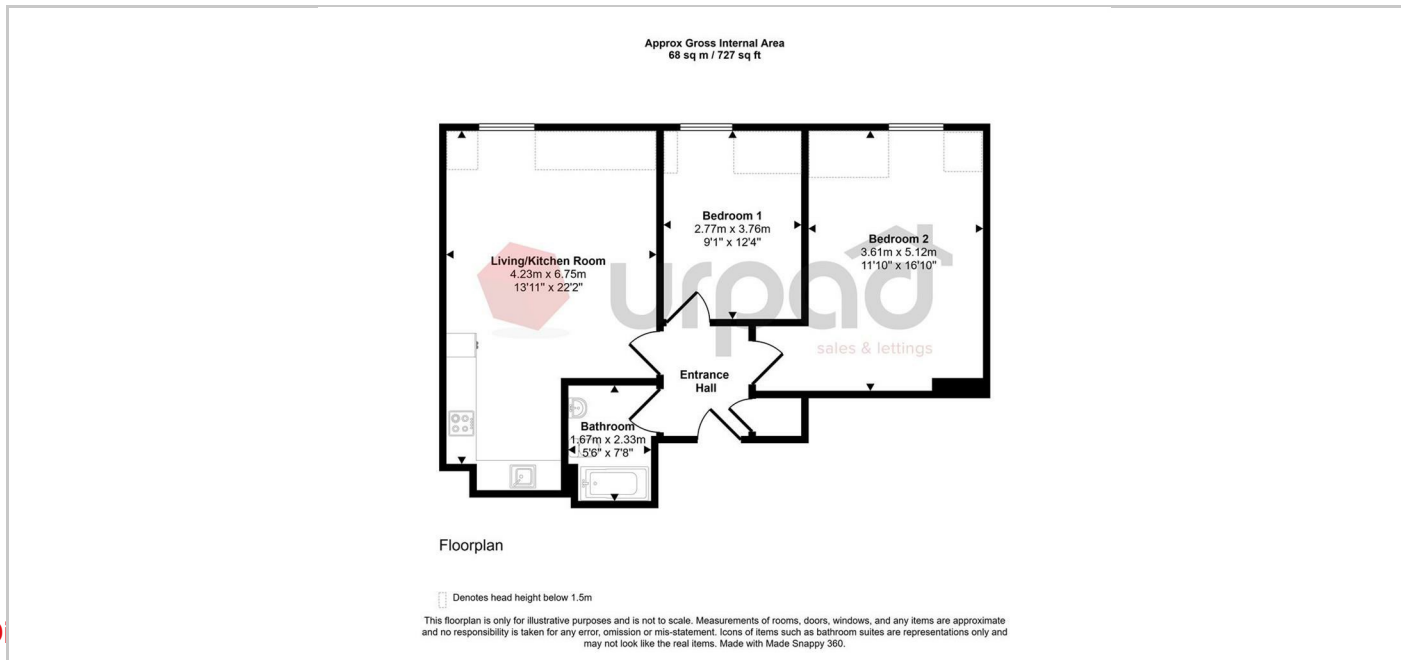 Approx Gross Internal Area
68 sq m / 727 sq ft
Bedroom 1
2.77m x 3.76m
9'1" x 12'4"
Bedroom 2
3.61m x 5.12m
11'10" x 16'10"
Living/Kitchen Room
4.23m x 6.75m
13'11" x 22'2"
urpad
sales & lettings
Entrance
Hall
Bathroom
1.67m x 2.33m
5'6" x 7'8"
Floorplan
Denotes head height below 1.5m
This floorplan is only for illustrative purposes and is not to scale. Measurements of rooms, doors, windows, and any items are approximate
and no responsibility is taken for any error, omission or mis-statement. Icons of items such as bathroom suites are representations only and
may not look like the real items. Made with Made Snappy 360.